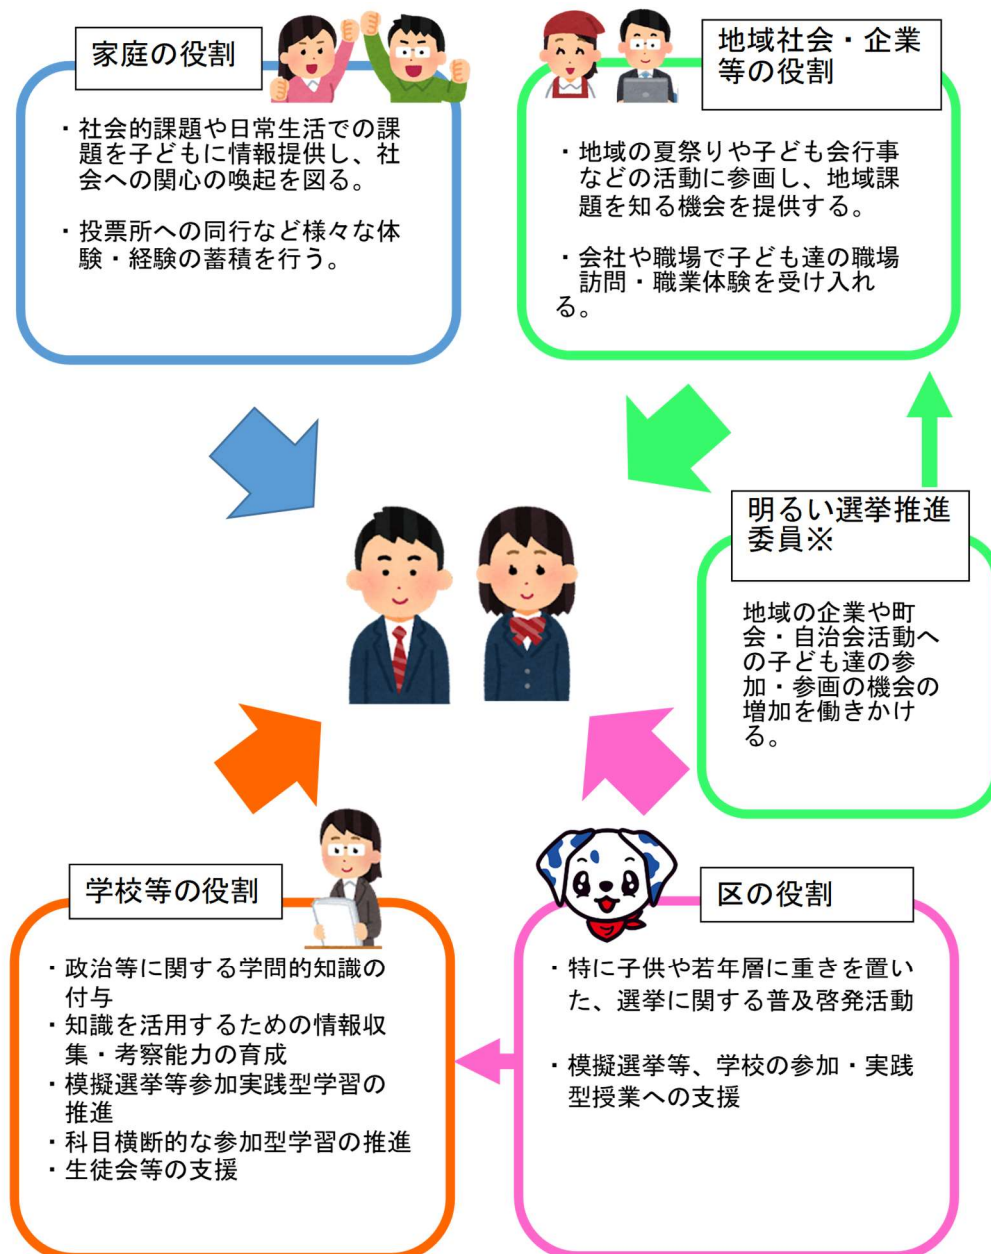 家庭の役割
・社会的課題や日常生活での課
題を子どもに情報提供し、社
会への関心の喚起を図る。
・投票所への同行など様々な体
験・経験の蓄積を行う。
地域社会・企業
等の役割
・地域の夏祭りや子ども会行事
などの活動に参画し、地域課
題を知る機会を提供する。
・会社や職場で子ども達の職場
訪問・職業体験を受け入れ
る。
明るい選挙推進
委員※
地域の企業や町
会・自治会活動へ
の子ども達の参
加・参画の機会の
増加を働きかけ
る。
学校等の役割
・政治等に関する学問的知識の
付与
・知識を活用するための情報収
集・考察能力の育成
・模擬選挙等参加実践型学習の
推進
・科目横断的な参加型学習の推進
・生徒会等の支援
区の役割
・特に子供や若年層に重きを置い
た、選挙に関する普及啓発活動
・模擬選挙等、学校の参加・実践
型授業への支援